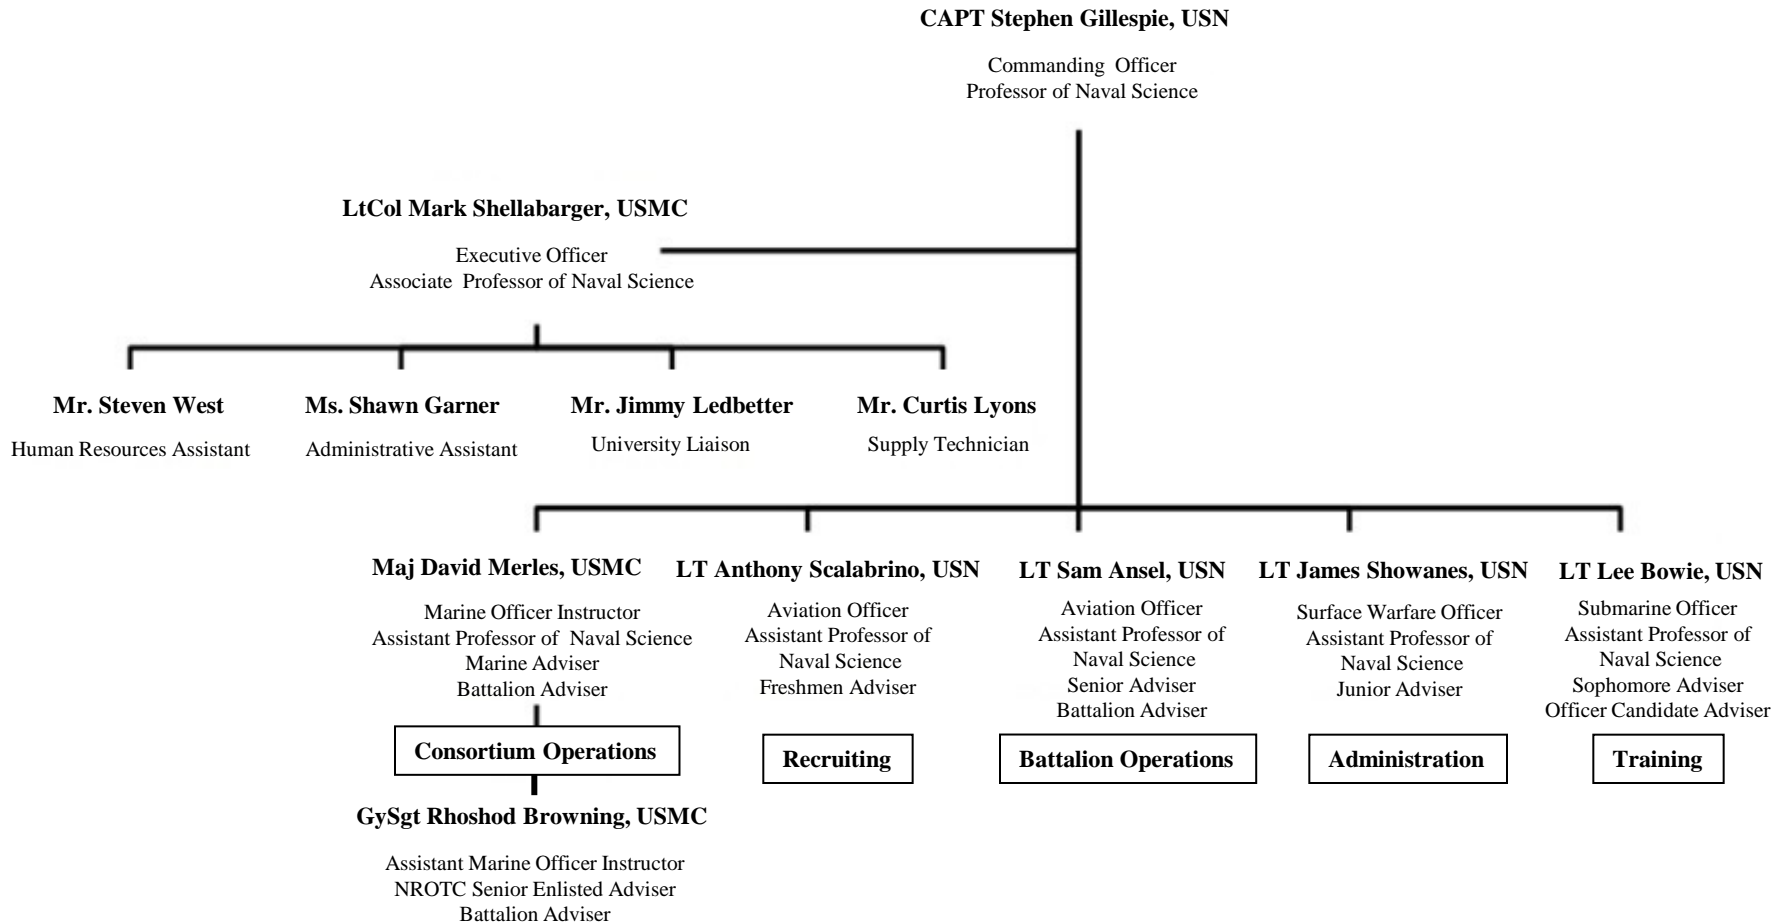 CAPT Stephen Gillespie, USN
Commanding Officer
Professor of Naval Science
LtCol Mark Shellabarger, USMC
Executive Officer
Associate Professor of Naval Science
Mr. Steven West
Human Resources Assistant
Ms. Shawn Garner
Administrative Assistant
Mr. Jimmy Ledbetter
University Liaison
Mr. Curtis Lyons
Supply Technician
Maj David Merles, USMC
Marine Officer Instructor
Assistant Professor of Naval Science
Marine Adviser
Battalion Adviser
Consortium Operations
GySgt Rhoshod Browning, USMC
Assistant Marine Officer Instructor
NROTC Senior Enlisted Adviser
Battalion Adviser
LT Anthony Scalabrino, USN
Aviation Officer
Assistant Professor of
Naval Science
Freshmen Adviser
Recruiting
LT Sam Ansel, USN
Aviation Officer
Assistant Professor of
Naval Science
Senior Adviser
Battalion Adviser
Battalion Operations
LT James Showanes, USN
Surface Warfare Officer
Assistant Professor of
Naval Science
Junior Adviser
Administration
LT Lee Bowie, USN
Submarine Officer
Assistant Professor of
Naval Science
Sophomore Adviser
Officer Candidate Adviser
Training